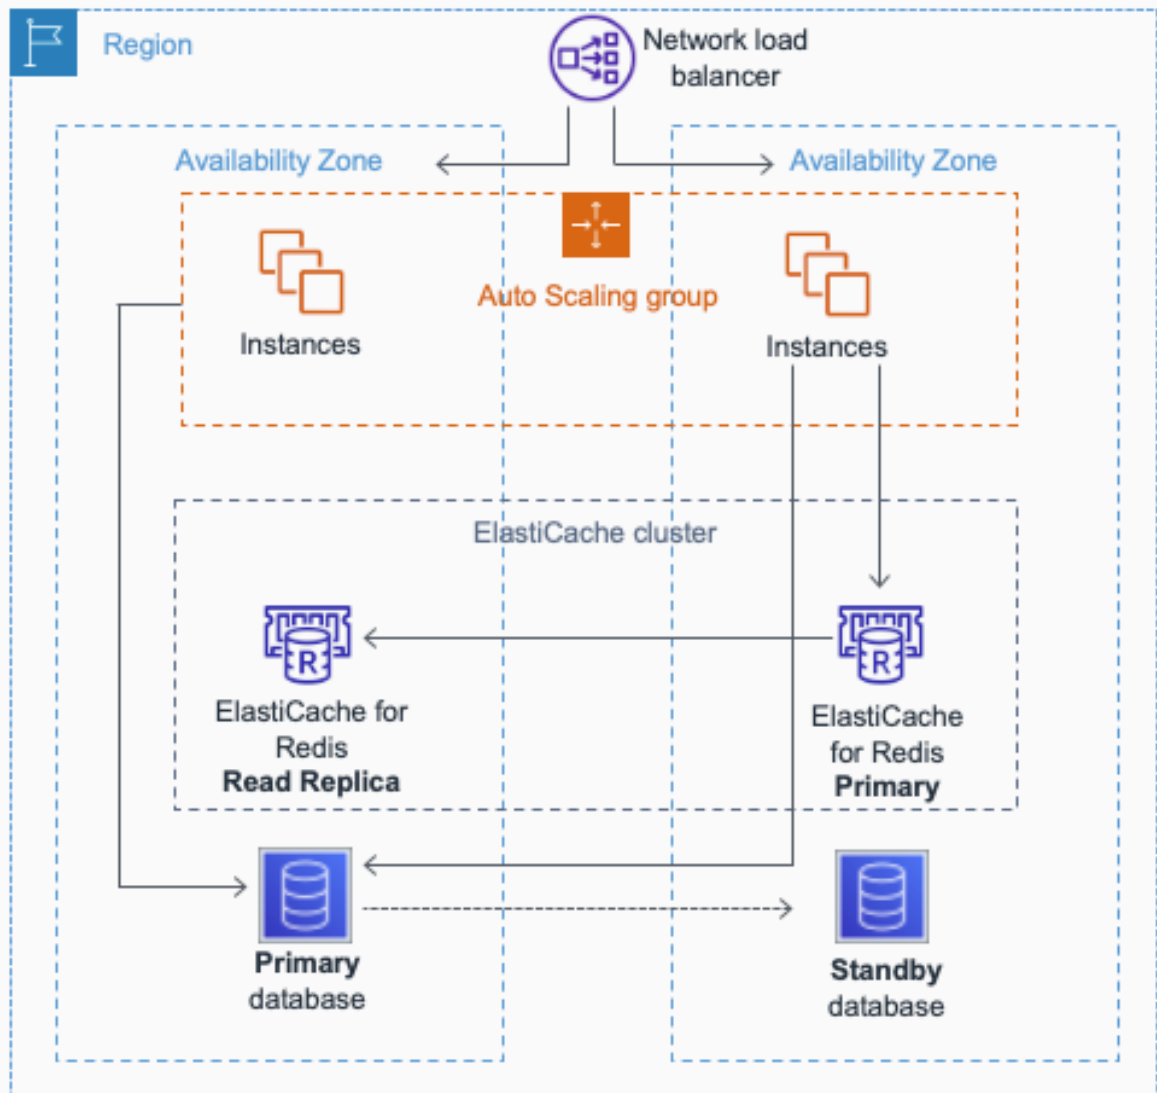 Region
Network load
balancer
Availability Zone
Availability Zone
Auto Scaling group
Instances
Instances
ElastiCache cluster
R
R
ElastiCache for
Redis
Read Replica
ElastiCache
for Redis
Primary
Primary
database
Standby
database